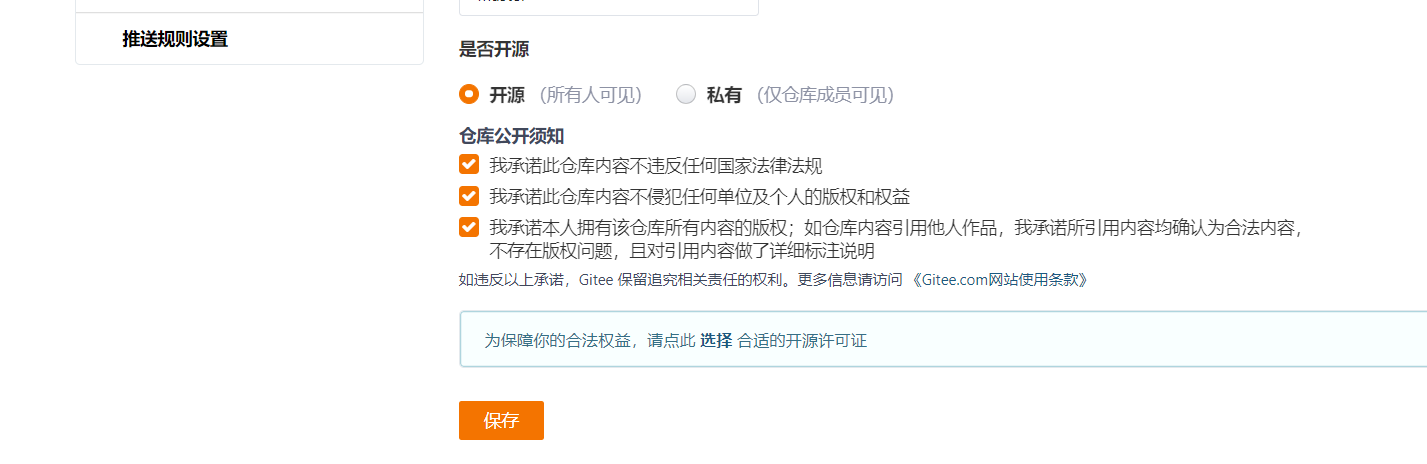 推送规则设置
是否开源
开源 （所有人可见） 私有 （仅仓库成员可见）
仓库公开须知
我承诺此仓库内容不违反任何国家法律法规
我承诺此仓库内容不侵犯任何单位及个人的版权和权益
我承诺本人拥有该仓库所有内容的版权；如仓库内容引用他人作品，我承诺所引用内容均确认为合法内容，
不存在版权问题，且对引用内容做了详细标注说明
如违反以上承诺，Gitee 保留追究相关责任的权利。更多信息请访问 《Gitee.com网站使用条款》
为保障你的合法权益，请点此 选择 合适的开源许可证
保存